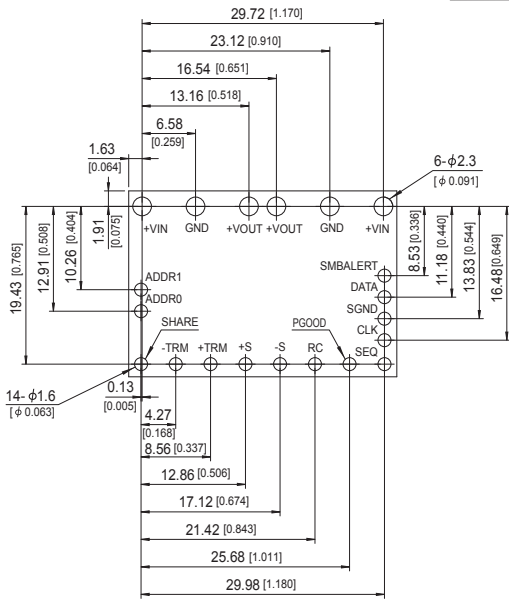 29.72 [1.170]
23.12 [0.910]
16.54 [0.651]
13.16 [0.518]
6.58
[0.259]
1.63
[0.064]
6-ϕ2.3
[ϕ 0.091]
1.91
[0.075]
19.43 [0.765]
12.91 [0.508]
10.26 [0.404]
+VIN
GND
+VOUT
+VOUT
GND
+VIN
8.53 [0.336]
11.18 [0.440]
13.83 [0.544]
16.48 [0.649]
SMBALERT
ADDR1
DATA
ADDR0
SGND
SHARE
PGOOD
CLK
-TRM
+TRM
+S
-S
RC
SEQ
14-ϕ1.6
[ϕ 0.063]
0.13
[0.005]
4.27
[0.168]
8.56 [0.337]
12.86 [0.506]
17.12 [0.674]
21.42 [0.843]
25.68 [1.011]
29.98 [1.180]